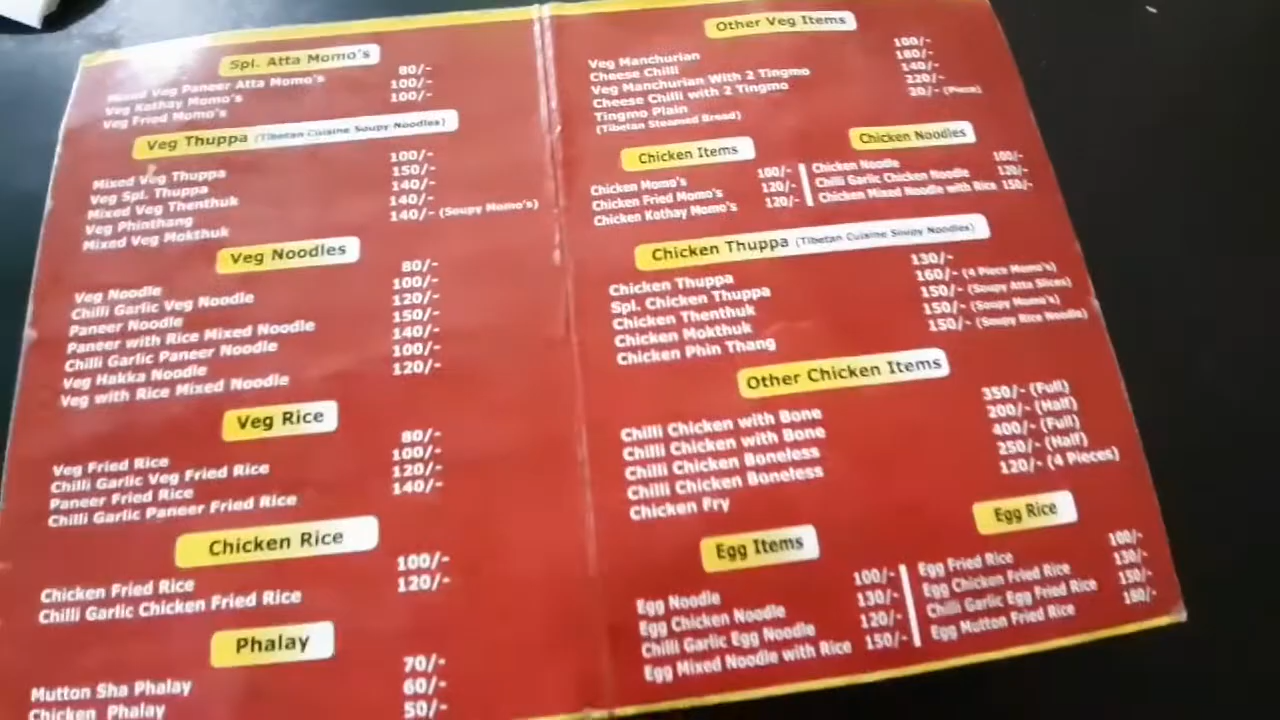 Spl. Atta Momo's
Mixed Veg Paneer Atta Momo's 80/-
Veg Kothay Momo's 100/-
Veg Fried Momo's 100/-
Veg Thuppa (Tibetan Cuisine Soupy Noodles)
Mixed Veg Thuppa 100/-
Veg Spl. Thuppa 150/-
Mixed Veg Thenthuk 140/-
Veg Phinthang 140/-
Mixed Veg Mokthuk 140/- (Soupy Momo's)
Veg Noodles
Veg Noodle 80/-
Chilli Garlic Veg Noodle 100/-
Paneer Noodle 120/-
Paneer with Rice Mixed Noodle 150/-
Chilli Garlic Paneer Noodle 140/-
Veg Hakka Noodle 100/-
Veg with Rice Mixed Noodle 120/-
Veg Rice
Veg Fried Rice 80/-
Chilli Garlic Veg Fried Rice 100/-
Paneer Fried Rice 120/-
Chilli Garlic Paneer Fried Rice 140/-
Chicken Rice
Chicken Fried Rice 100/-
Chilli Garlic Chicken Fried Rice 120/-
Phalay
Mutton Sha Phalay 70/-
Chicken Phalay 60/-
50/-
Other Veg Items
Veg Manchurian 100/-
Cheese Chilli 180/-
Veg Manchurian With 2 Tingmo 140/-
Cheese Chilli with 2 Tingmo 220/-
Tingmo Plain 20/- (Piece)
(Tibetan Steamed Bread)
Chicken Items
Chicken Momo's 100/-
Chicken Fried Momo's 120/-
Chicken Kothay Momo's 120/-
Chicken Noodles
Chicken Noodle 100/-
Chilli Garlic Chicken Noodle 120/-
Chicken Mixed Noodle with Rice 150/-
Chicken Thuppa (Tibetan Cuisine Soupy Noodles)
Chicken Thuppa 130/-
Spl. Chicken Thuppa 160/- (4 Piece Momo's)
Chicken Thenthuk 150/- (Soupy Atta Slices)
Chicken Mokthuk 150/- (Soupy Momo's)
Chicken Phin Thang 150/- (Soupy Rice Noodle)
Other Chicken Items
Chilli Chicken with Bone 350/- (Full)
Chilli Chicken with Bone 200/- (Half)
Chilli Chicken Boneless 400/- (Full)
Chilli Chicken Boneless 250/- (Half)
Chicken Fry 120/- (4 Pieces)
Egg Items
Egg Noodle 100/-
Egg Chicken Noodle 130/-
Chilli Garlic Egg Noodle 120/-
Egg Mixed Noodle with Rice 150/-
Egg Rice
Egg Fried Rice 100/-
Egg Chicken Fried Rice 130/-
Chilli Garlic Egg Fried Rice 150/-
Egg Mutton Fried Rice